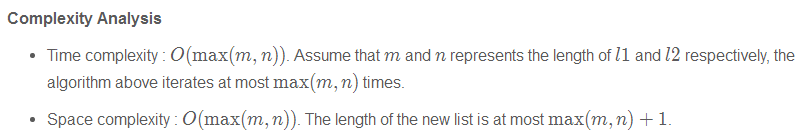 Complexity Analysis
• Time complexity : O(max(m, n)). Assume that m and n represents the length of l1 and l2 respectively, the
algorithm above iterates at most max(m, n) times.
• Space complexity : O(max(m, n)). The length of the new list is at most max(m, n) + 1.